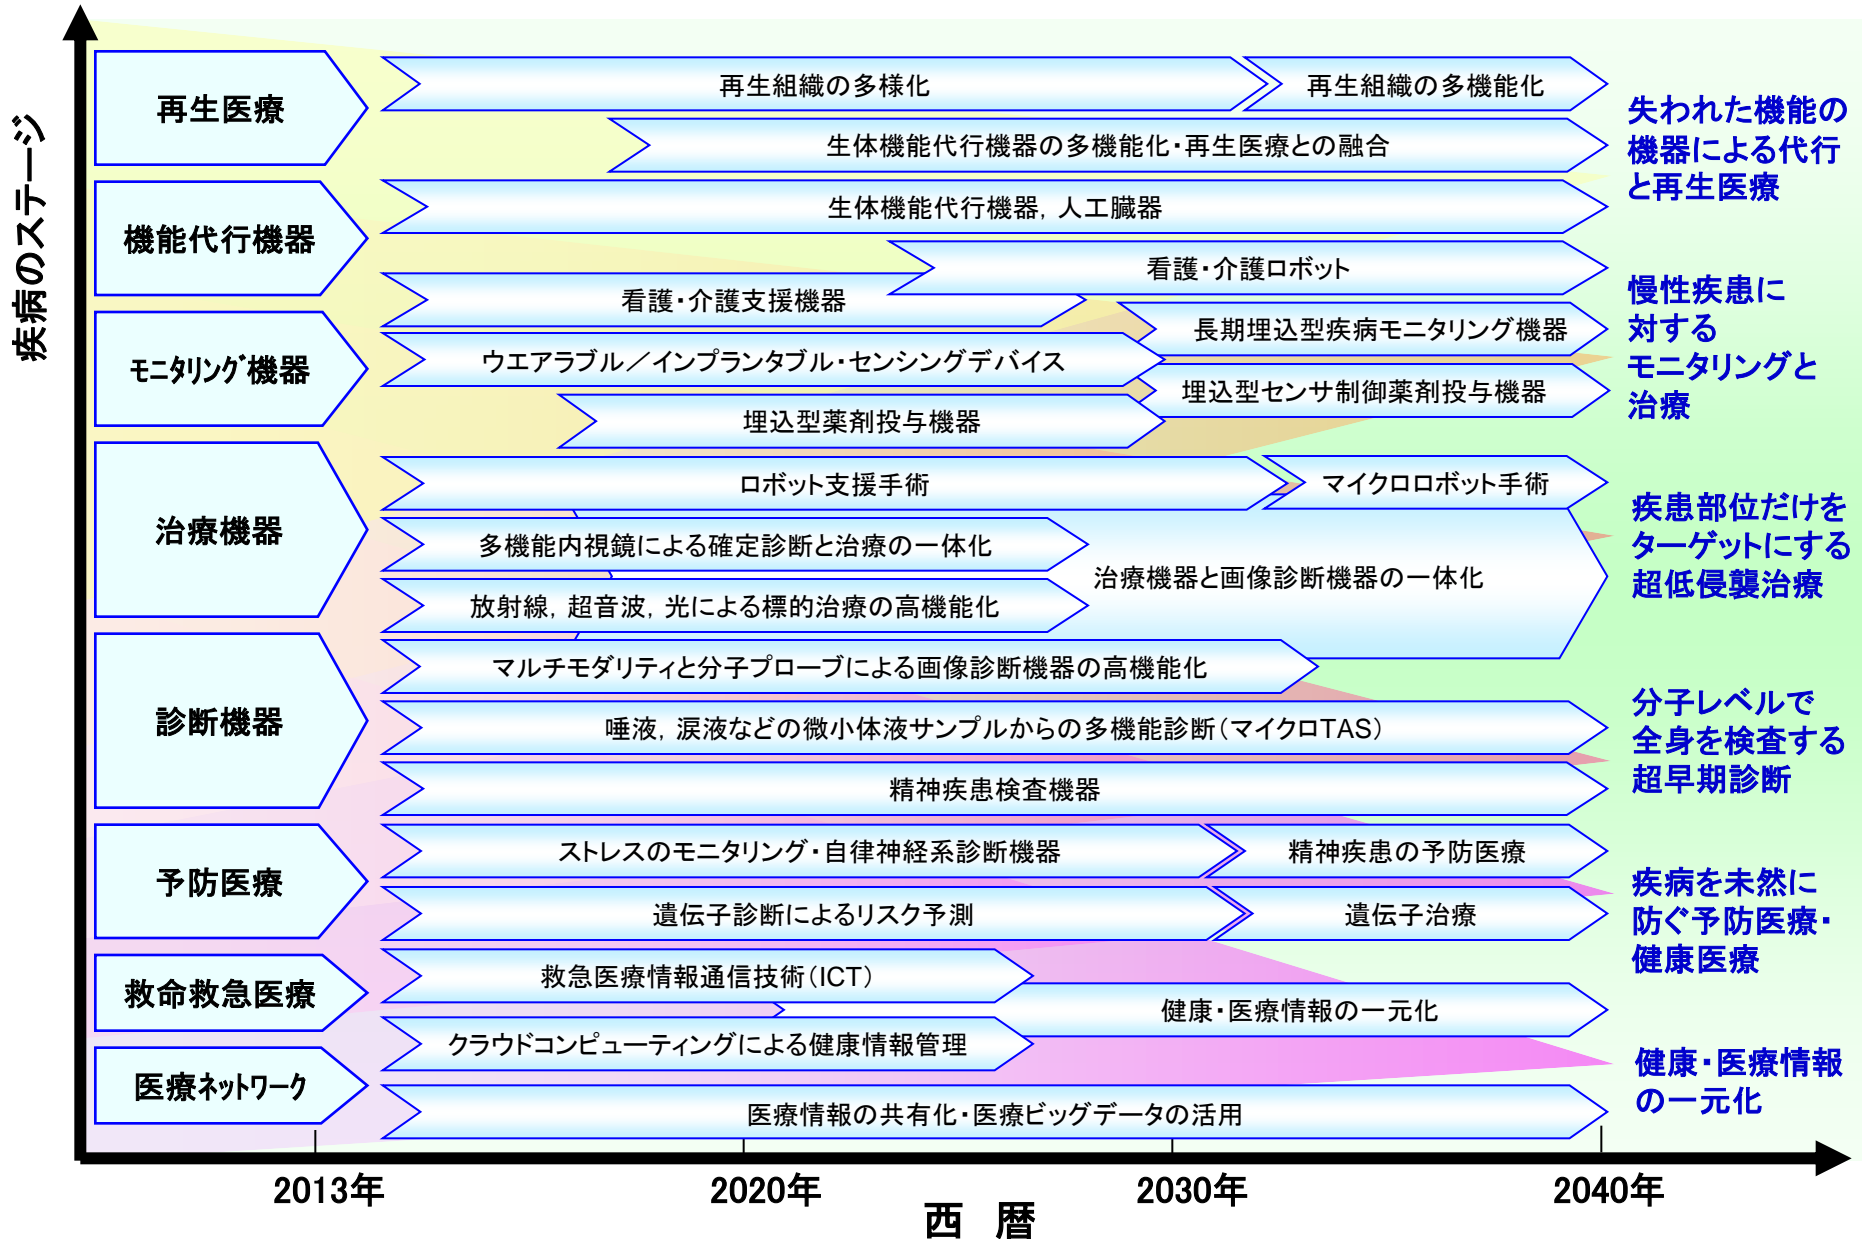 疾病のステージ
再生医療
機能代行機器
モニタリング機器
治療機器
診断機器
予防医療
救命救急医療
医療ネットワーク
再生組織の多様化
再生組織の多機能化
生体機能代行機器の多機能化・再生医療との融合
生体機能代行機器，人工臓器
看護・介護ロボット
看護・介護支援機器
長期埋込型疾病モニタリング機器
ウエアラブル／インプランタブル・センシングデバイス
埋込型センサ制御薬剤投与機器
埋込型薬剤投与機器
ロボット支援手術
マイクロロボット手術
多機能内視鏡による確定診断と治療の一体化
治療機器と画像診断機器の一体化
放射線，超音波，光による標的治療の高機能化
マルチモダリティと分子プローブによる画像診断機器の高機能化
唾液，涙液などの微小体液サンプルからの多機能診断（マイクロTAS）
精神疾患検査機器
ストレスのモニタリング・自律神経系診断機器
精神疾患の予防医療
遺伝子診断によるリスク予測
遺伝子治療
救急医療情報通信技術（ICT）
健康・医療情報の一元化
クラウドコンピューティングによる健康情報管理
医療情報の共有化・医療ビッグデータの活用
失われた機能の
機器による代行
と再生医療
慢性疾患に
対する
モニタリングと
治療
疾患部位だけを
ターゲットにする
超低侵襲治療
分子レベルで
全身を検査する
超早期診断
疾病を未然に
防ぐ予防医療・
健康医療
健康・医療情報
の一元化
2013年
2020年
2030年
2040年
西　暦